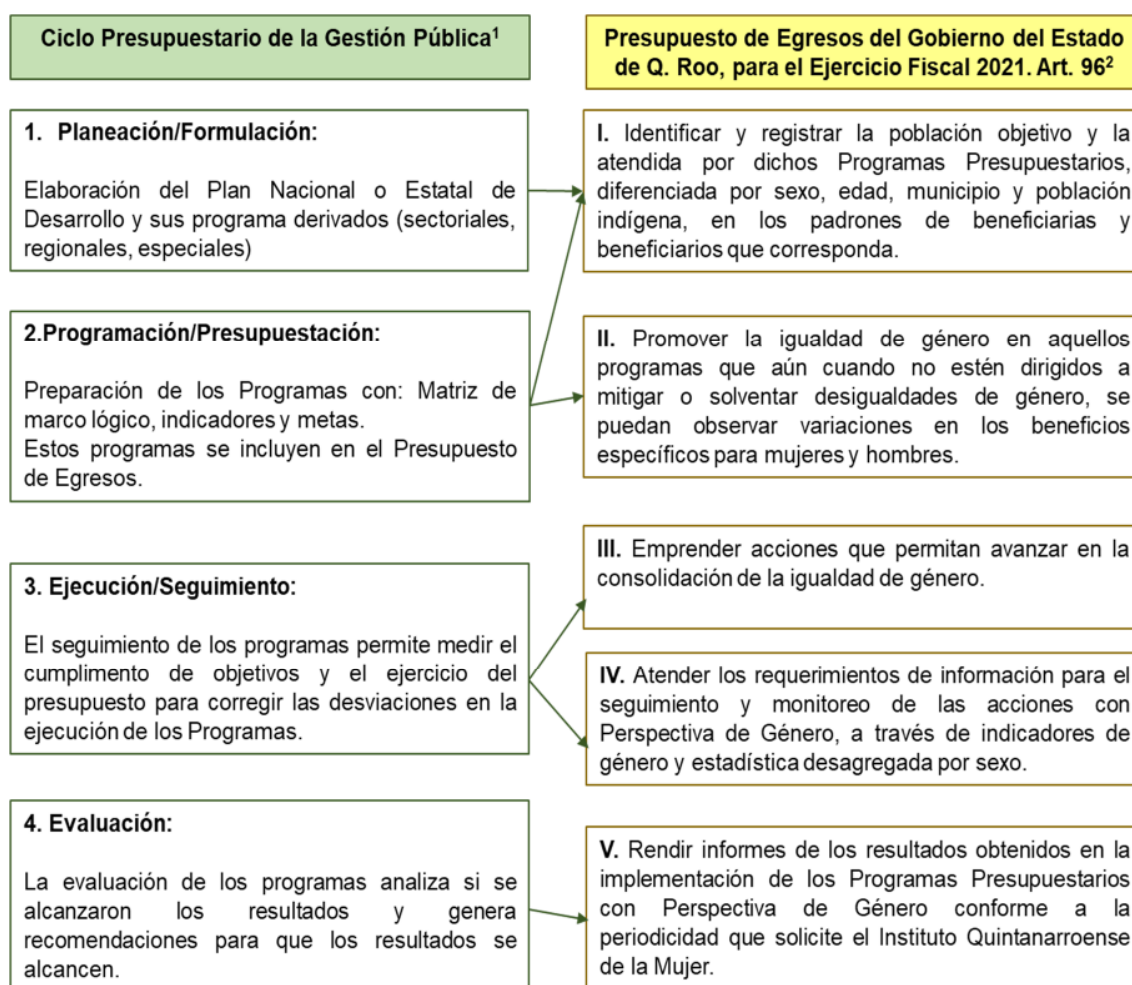 Ciclo Presupuestario de la Gestión Pública¹
Presupuesto de Egresos del Gobierno del Estado
de Q. Roo, para el Ejercicio Fiscal 2021. Art. 96²
1. Planeación/Formulación:
Elaboración del Plan Nacional o Estatal de
Desarrollo y sus programa derivados (sectoriales,
regionales, especiales)
I. Identificar y registrar la población objetivo y la
atendida por dichos Programas Presupuestarios,
diferenciada por sexo, edad, municipio y población
indígena, en los padrones de beneficiarias y
beneficiarios que corresponda.
2.Programación/Presupuestación:
Preparación de los Programas con: Matriz de
marco lógico, indicadores y metas.
Estos programas se incluyen en el Presupuesto
de Egresos.
II. Promover la igualdad de género en aquellos
programas que aún cuando no estén dirigidos a
mitigar o solventar desigualdades de género, se
puedan observar variaciones en los beneficios
específicos para mujeres y hombres.
3. Ejecución/Seguimiento:
El seguimiento de los programas permite medir el
cumplimento de objetivos y el ejercicio del
presupuesto para corregir las desviaciones en la
ejecución de los Programas.
III. Emprender acciones que permitan avanzar en la
consolidación de la igualdad de género.
IV. Atender los requerimientos de información para el
seguimiento y monitoreo de las acciones con
Perspectiva de Género, a través de indicadores de
género y estadística desagregada por sexo.
4. Evaluación:
La evaluación de los programas analiza si se
alcanzaron los resultados y genera
recomendaciones para que los resultados se
alcancen.
V. Rendir informes de los resultados obtenidos en la
implementación de los Programas Presupuestarios
con Perspectiva de Género conforme a la
periodicidad que solicite el Instituto Quintanarroense
de la Mujer.